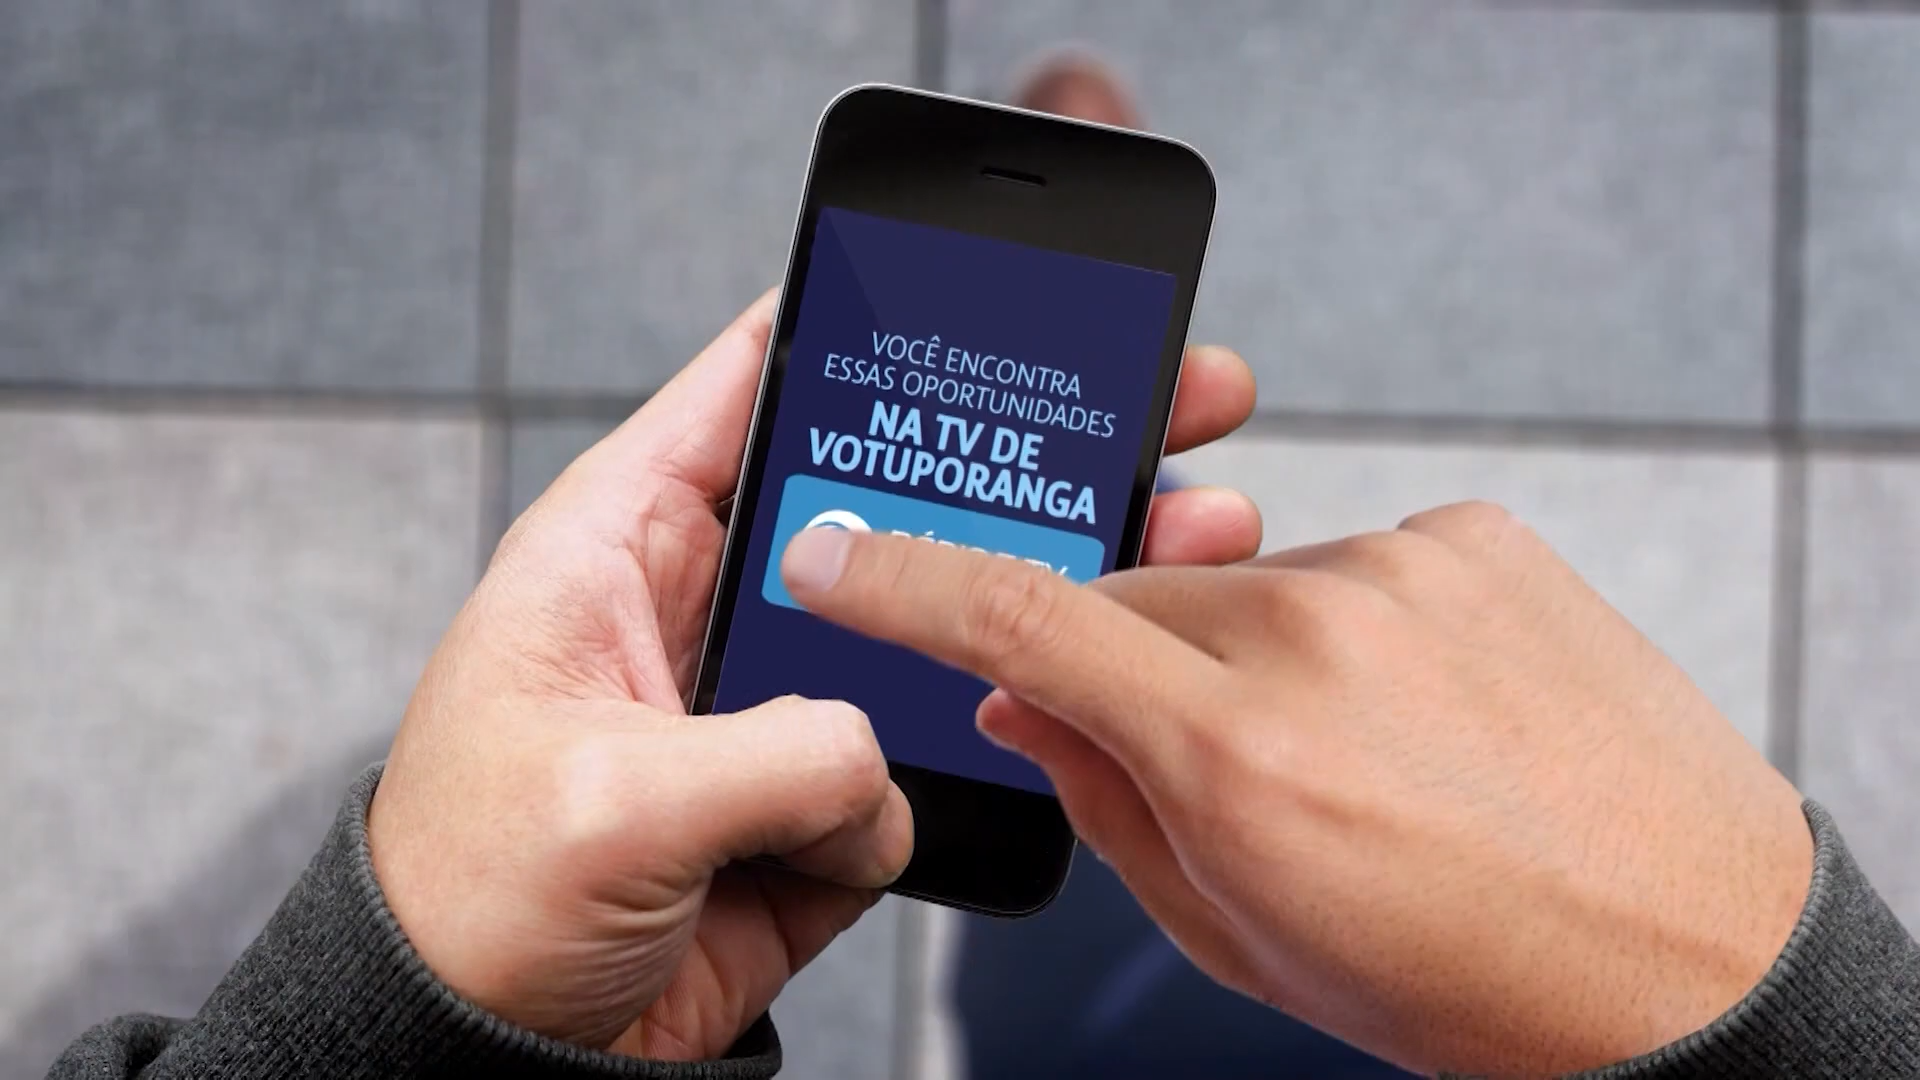 VOCÊ ENCONTRA
ESSAS OPORTUNIDADES
NA TV DE
VOTUPORANGA